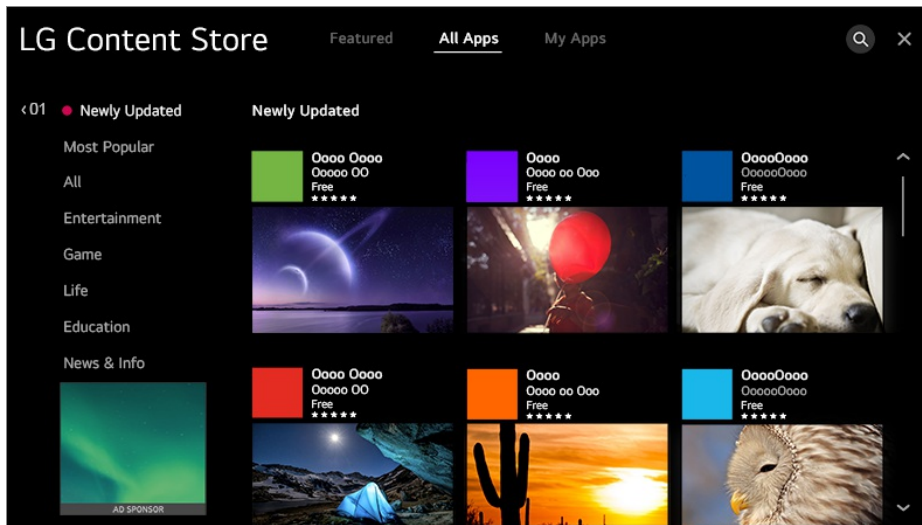 LG Content Store
Featured
All Apps
My Apps
‹01
Newly Updated
Most Popular
All
Entertainment
Game
Life
Education
News & Info
AD SPONSOR
Newly Updated
Oooo Oooo
Ooooo OO
Free
Oooo
Oooo oo Ooo
Free
OoooOooo
OooooOooo
Free
Oooo Oooo
Ooooo OO
Free
Oooo
Oooo oo Ooo
Free
OoooOooo
OooooOooo
Free